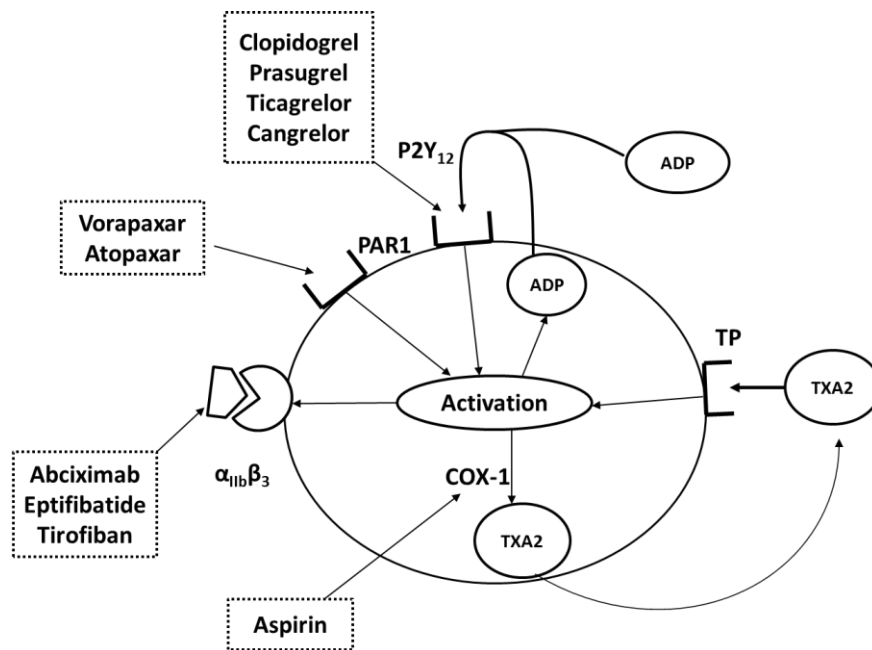 Clopidogrel
Prasugrel
Ticagrelor
Cangrelor
P2Y₁₂
ADP
Vorapaxar
Atopaxar
PAR1
ADP
TP
TXA2
Activation
Abciximab
Eptifibatide
Tirofiban
α_IIbβ₃
COX-1
TXA2
Aspirin